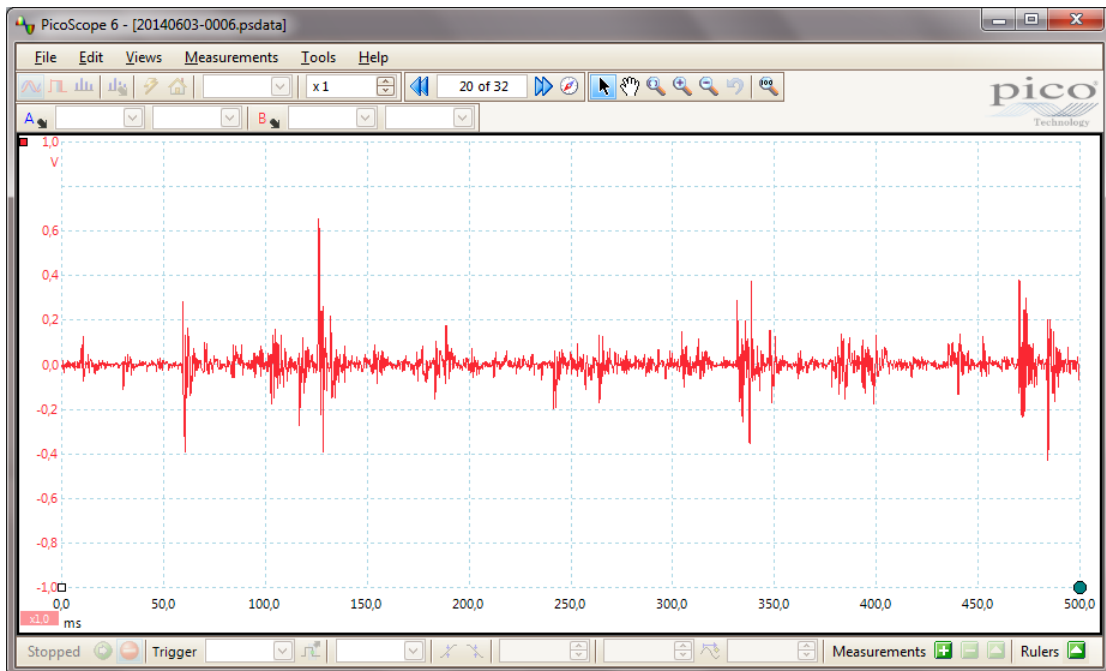 PicoScope 6 - [20140603-0006.psdata]
File Edit Views Measurements Tools Help
x 1 20 of 32
pico
Technology
A B
1,0
V
0,6
0,4
0,2
0,0
-0,2
-0,4
-0,6
-0,8
-1,0
0,0 50,0 100,0 150,0 200,0 250,0 300,0 350,0 400,0 450,0 500,0
x1,0 ms
Stopped Trigger Measurements Rulers